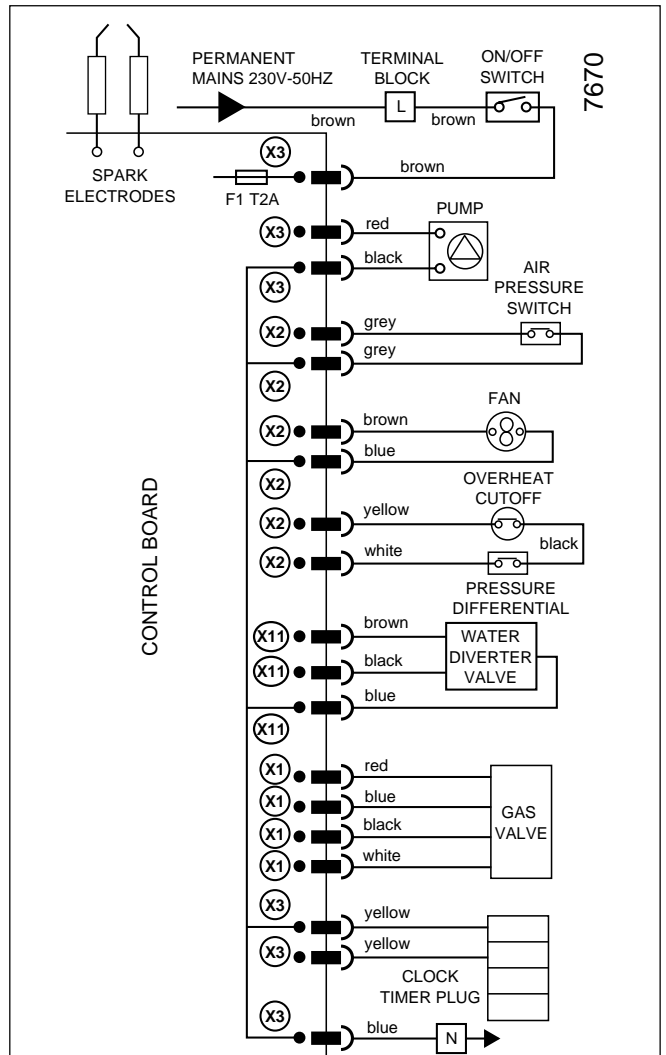 PERMANENT
MAINS 230V-50HZ
TERMINAL
BLOCK
ON/OFF
SWITCH
7670
L
brown
brown
SPARK
ELECTRODES
X3
brown
F1 T2A
PUMP
X3
red
black
X3
AIR
PRESSURE
SWITCH
X2
grey
grey
X2
FAN
X2
brown
blue
X2
OVERHEAT
CUTOFF
X2
yellow
black
X2
white
PRESSURE
DIFFERENTIAL
CONTROL BOARD
X11
brown
WATER
DIVERTER
VALVE
X11
black
blue
X11
X1
red
X1
blue
GAS
VALVE
X1
black
X1
white
X3
yellow
X3
yellow
CLOCK
TIMER PLUG
X3
blue
N